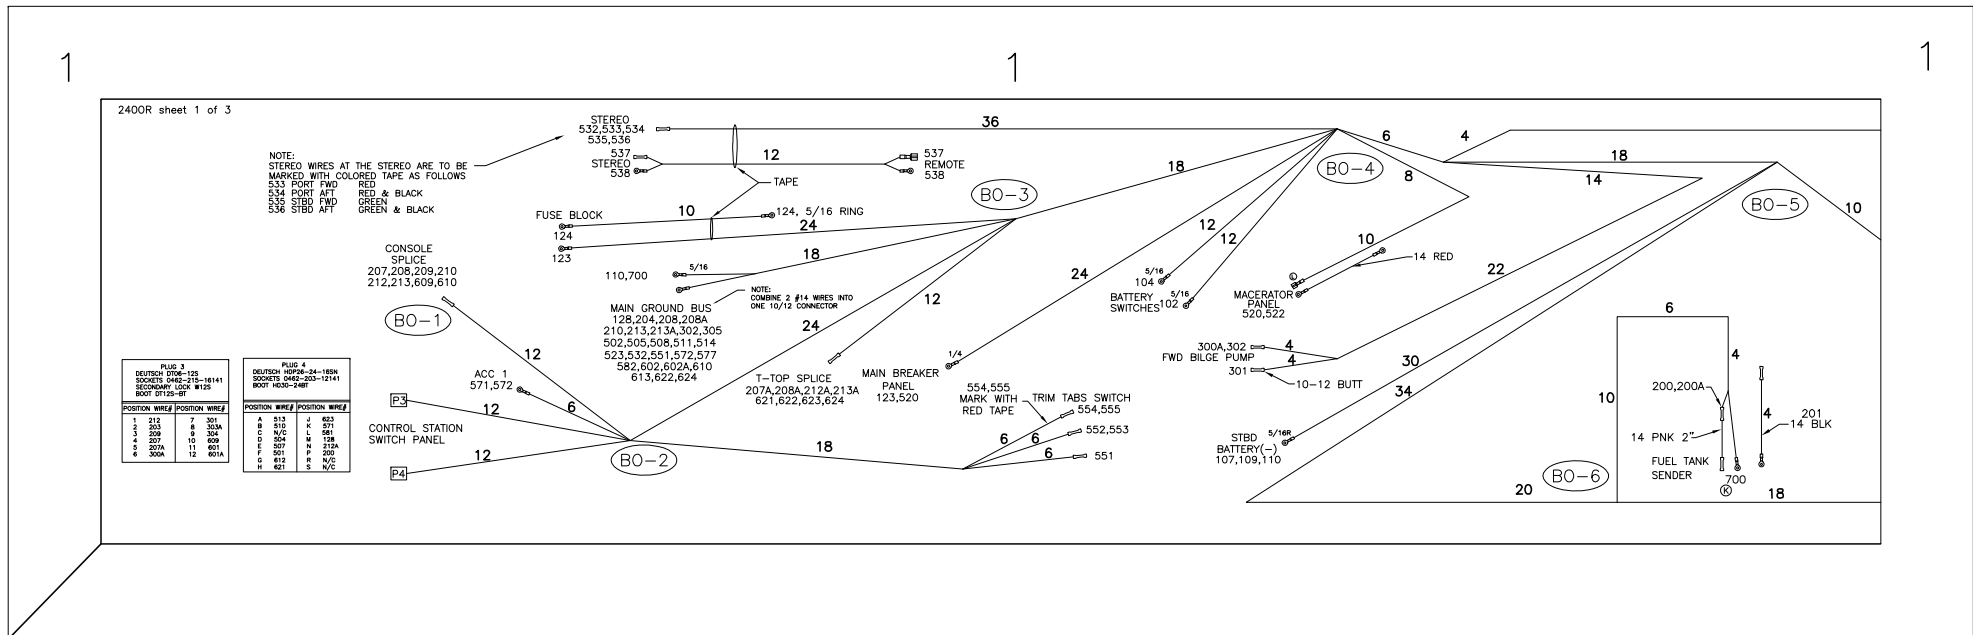 1
1
1
2400R sheet 1 of 3
NOTE:
STEREO WIRES AT THE STEREO ARE TO BE
MARKED WITH COLORED TAPE AS FOLLOWS
533 PORT FWD RED
534 PORT AFT RED & BLACK
535 STBD FWD GREEN
536 STBD AFT GREEN & BLACK
STEREO
532,533,534
535,536
36
537
STEREO
538
12
537
REMOTE
538
TAPE
FUSE BLOCK
124
10
124, 5/16 RING
123
24
110,700
5/16
18
MAIN GROUND BUS
128,204,208,208A
210,213,213A,302,305
502,505,508,511,514
523,532,551,572,577
582,602,602A,610
613,622,624
NOTE:
COMBINE 2 #14 WIRES INTO
ONE 10/12 CONNECTOR
CONSOLE
SPLICE
207,208,209,210
212,213,609,610
BO-1
12
ACC 1
571,572
6
P3
12
CONTROL STATION
SWITCH PANEL
P4
12
BO-2
24
18
BO-3
18
12
T-TOP SPLICE
207A,208A,212A,213A
621,622,623,624
MAIN BREAKER
PANEL
123,520
1/4
24
554,555
MARK WITH
RED TAPE
TRIM TABS SWITCH
554,555
6
6
552,553
6
551
BO-4
6
8
12
12
5/16
104
BATTERY
SWITCHES
5/16
102
10
14 RED
L
MACERATOR
PANEL
520,522
4
18
14
BO-5
10
22
300A,302
4
FWD BILGE PUMP
4
301
10-12 BUTT
30
34
STBD
BATTERY(-)
107,109,110
5/16R
20
BO-6
10
6
4
200,200A
14 PNK 2"
FUEL TANK
SENDER
700
K
4
201
14 BLK
18
PLUG 3
DEUTSCH DT06-12S
SOCKETS 0462-215-16141
SECONDARY LOCK W12S
BOOT DT12S-BT
POSITION WIRE# POSITION WIRE#
1 212 7 301
2 203 8 303A
3 209 9 304
4 207 10 609
5 207A 11 601
6 300A 12 601A
PLUG 4
DEUTSCH HDP26-24-16SN
SOCKETS 0462-203-12141
BOOT HD30-24BT
POSITION WIRE# POSITION WIRE#
A 513 J 623
B 510 K 571
C N/C L 581
D 504 M 128
E 507 N 212A
F 501 P 200
G 612 R N/C
H 621 S N/C